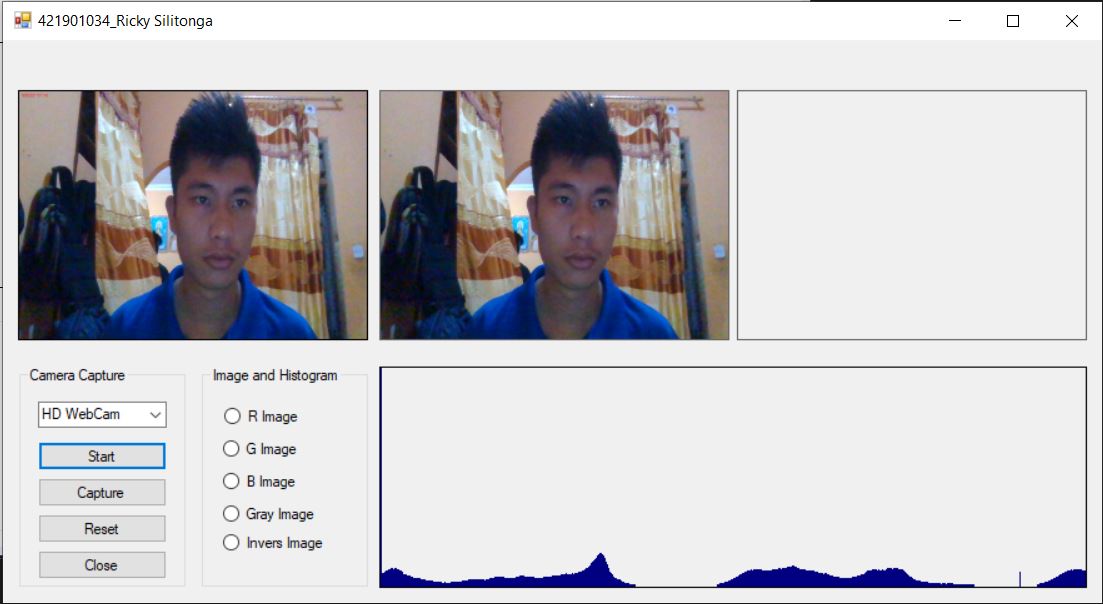 421901034_Ricky Silitonga
Camera Capture
HD WebCam
Start
Capture
Reset
Close
Image and Histogram
R Image
G Image
B Image
Gray Image
Invers Image